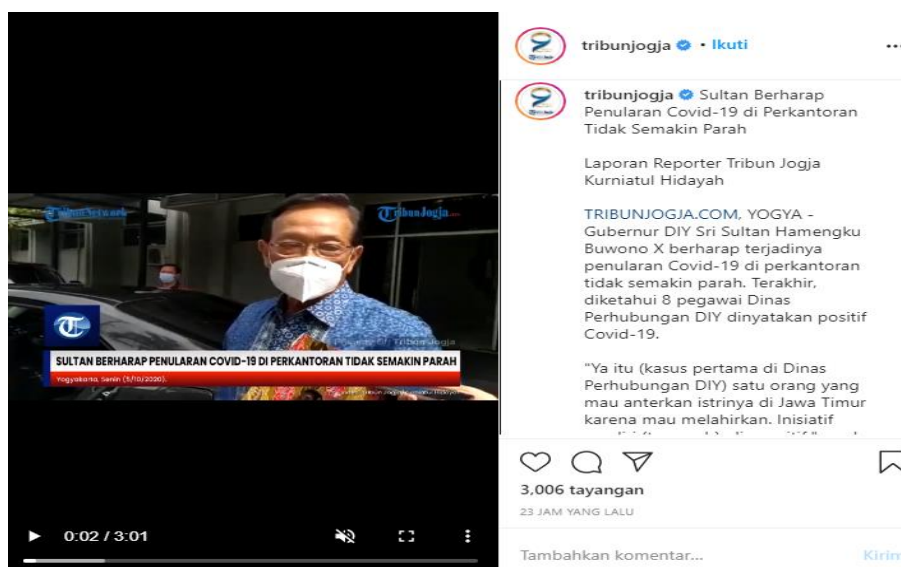 tribunjogja • Ikuti
tribunjogja Sultan Berharap
Penularan Covid-19 di Perkantoran
Tidak Semakin Parah
Laporan Reporter Tribun Jogja
Kurniatul Hidayah
TRIBUNJOGJA.COM, YOGYA -
Gubernur DIY Sri Sultan Hamengku
Buwono X berharap terjadinya
penularan Covid-19 di perkantoran
tidak semakin parah. Terakhir,
diketahui 8 pegawai Dinas
Perhubungan DIY dinyatakan positif
Covid-19.
"Ya itu (kasus pertama di Dinas
Perhubungan DIY) satu orang yang
mau anterkan istrinya di Jawa Timur
karena mau melahirkan. Inisiatif
TribunNetwork
TribunJogja.com
SULTAN BERHARAP PENULARAN COVID-19 DI PERKANTORAN TIDAK SEMAKIN PARAH
Yogyakarta, Senin (5/10/2020).
0:02 / 3:01
3,006 tayangan
23 JAM YANG LALU
Tambahkan komentar...
Kirim